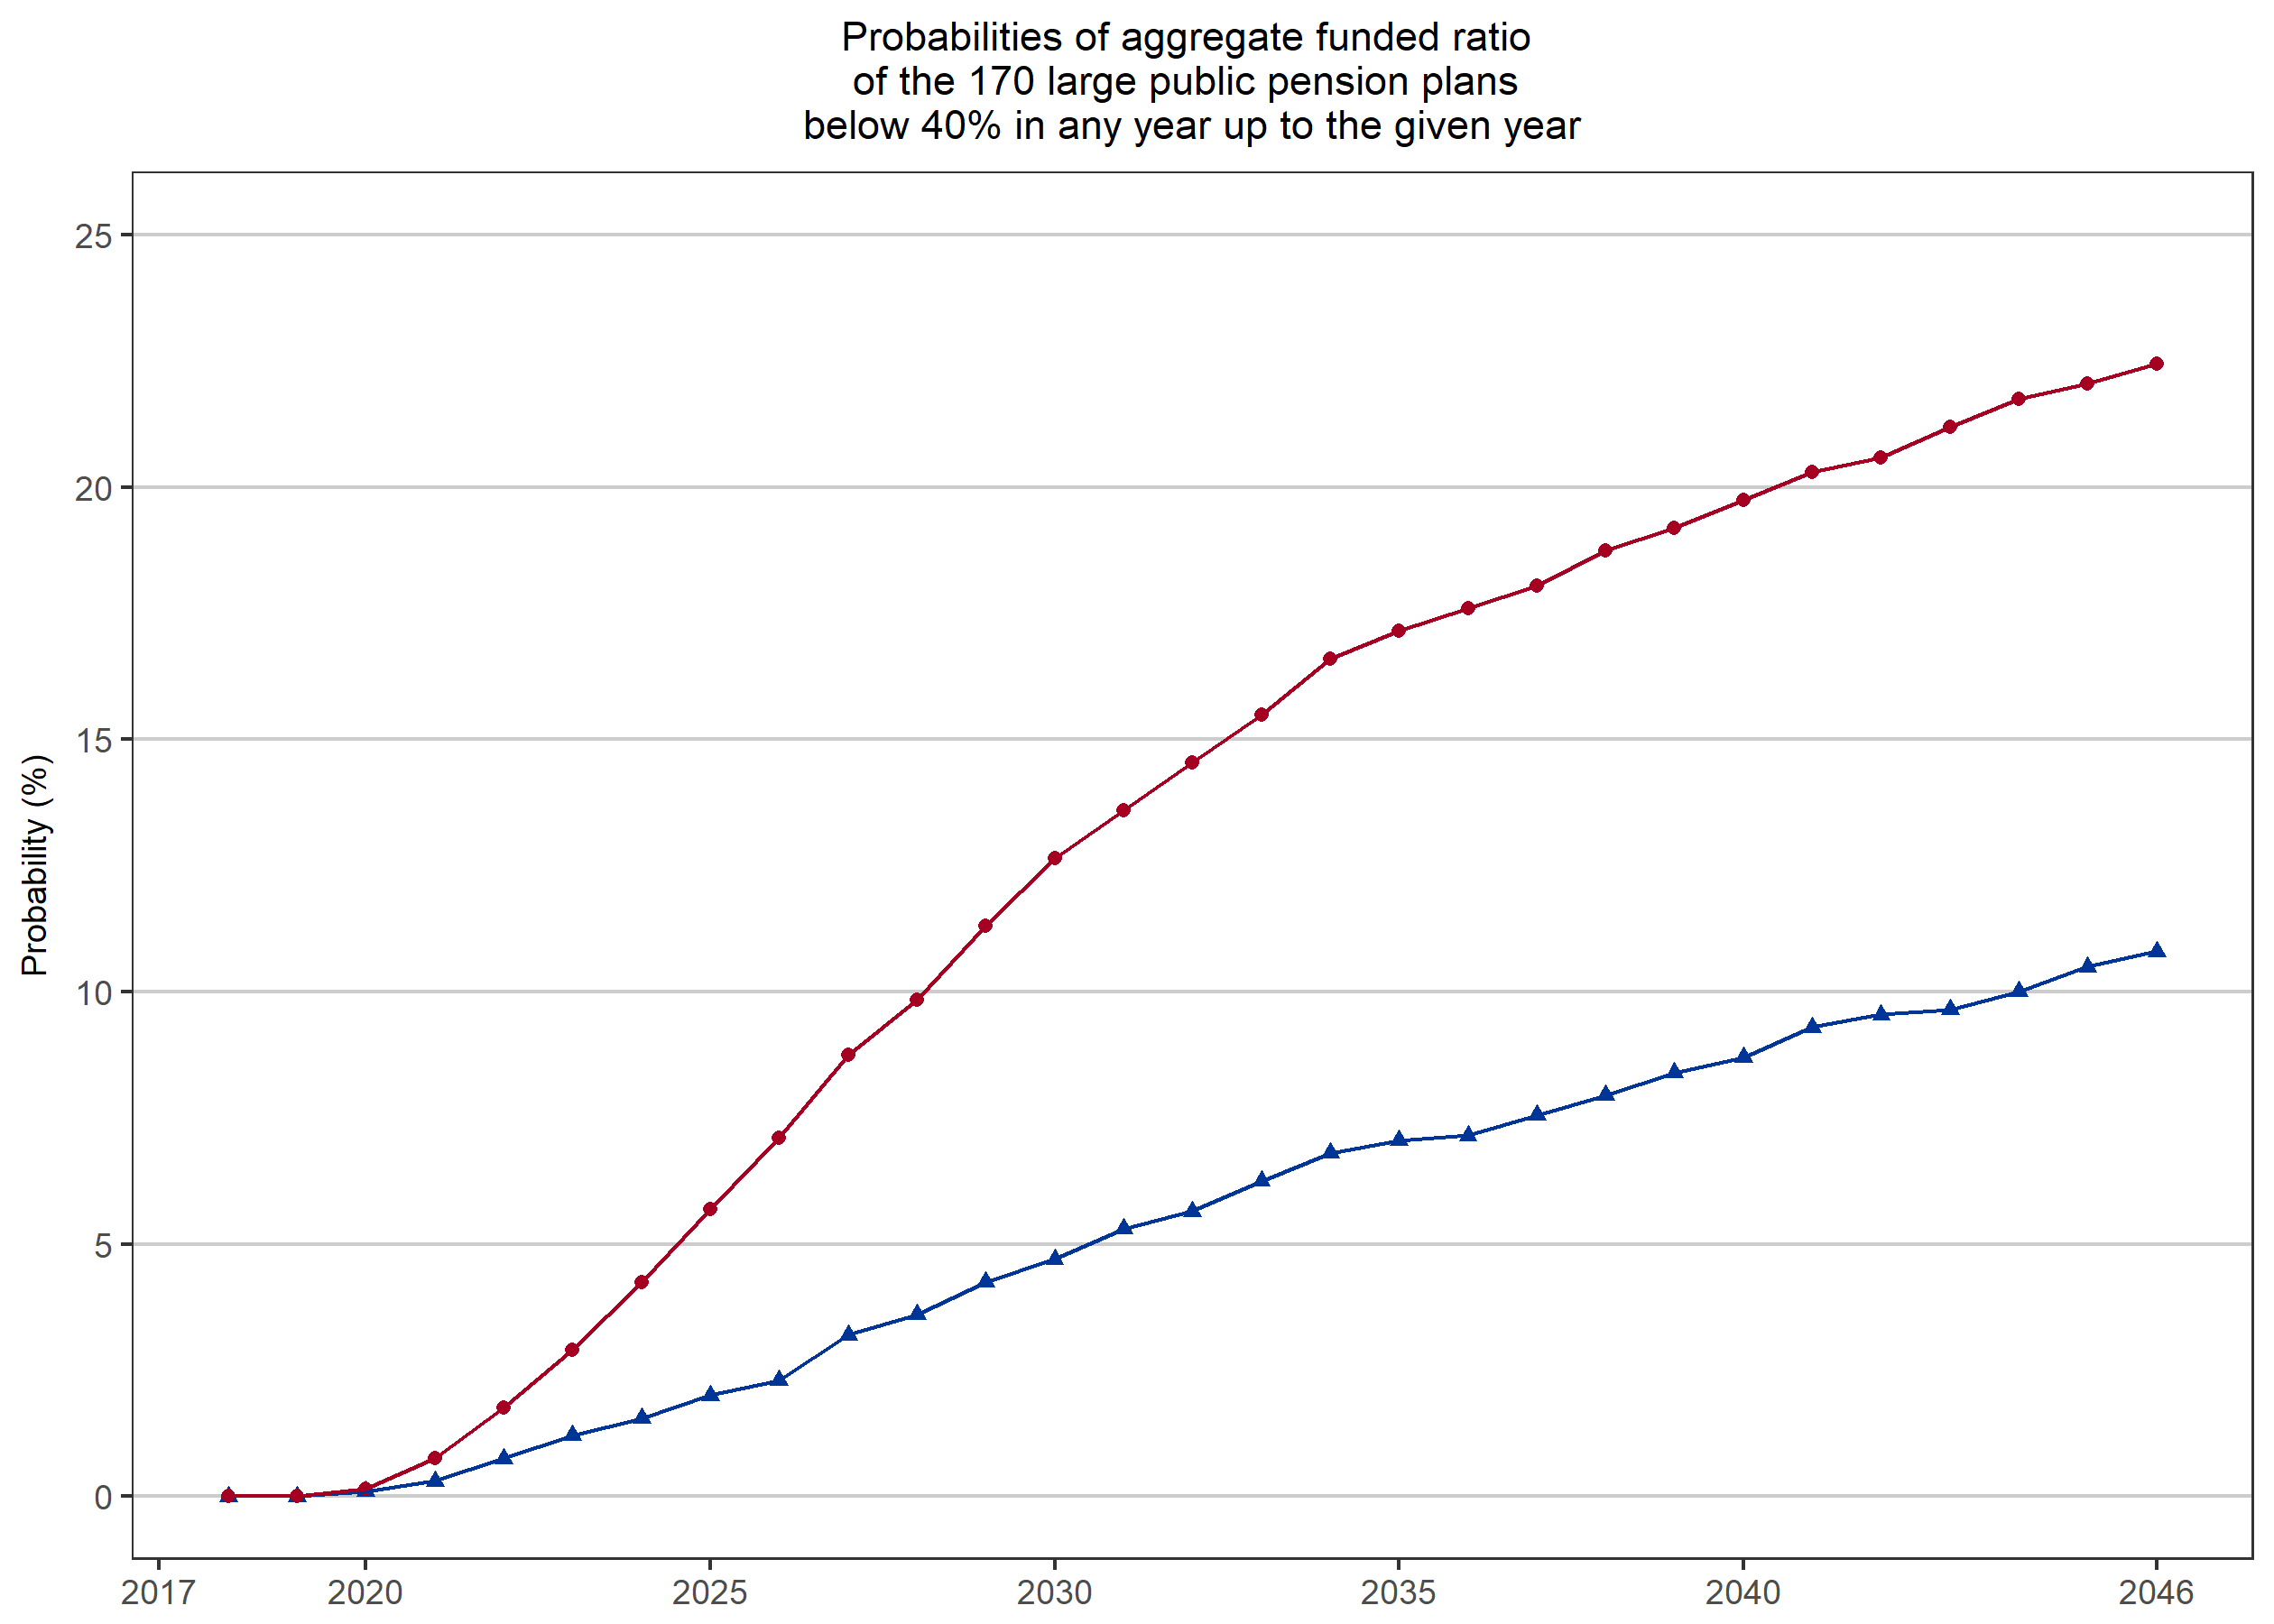 Probabilities of aggregate funded ratio
of the 170 large public pension plans
below 40% in any year up to the given year
Probability (%)
25
20
15
10
5
0
2017 2020 2025 2030 2035 2040 2046